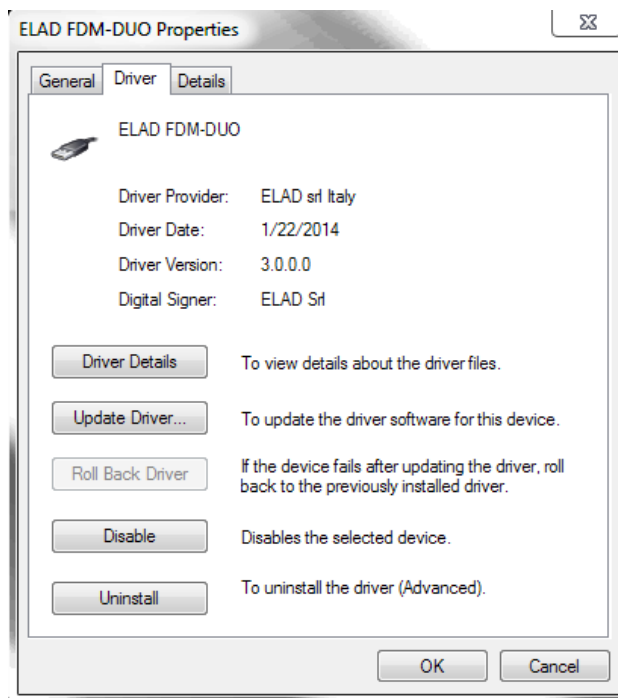 ELAD FDM-DUO Properties
General Driver Details
ELAD FDM-DUO
Driver Provider: ELAD srl Italy
Driver Date: 1/22/2014
Driver Version: 3.0.0.0
Digital Signer: ELAD Srl
Driver Details To view details about the driver files.
Update Driver... To update the driver software for this device.
Roll Back Driver If the device fails after updating the driver, roll
back to the previously installed driver.
Disable Disables the selected device.
Uninstall To uninstall the driver (Advanced).
OK Cancel